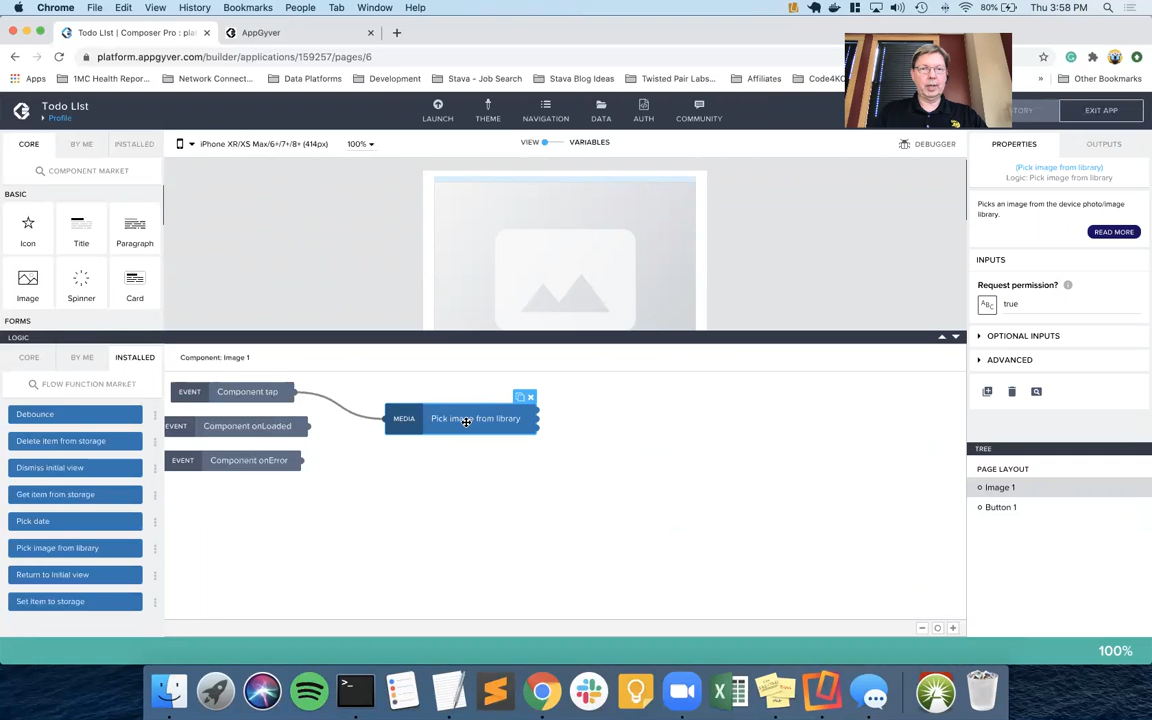 Chrome File Edit View History Bookmarks People Tab Window Help 80% Thu 3:58 PM
Todo LIst | Composer Pro : pl × AppGyver × +
platform.appgyver.com/builder/applications/159257/pages/6
Apps 1MC Health Repor... Network Connect... Data Platforms Development Stava - Job Search Stava Blog Ideas Twisted Pair Labs... Affiliates Code4KC » Other Bookmarks
Todo LIst
Profile
LAUNCH THEME NAVIGATION DATA AUTH COMMUNITY EXIT APP
CORE BY ME INSTALLED
iPhone XR/XS Max/6+/7+/8+ (414px) 100% VIEW VARIABLES DEBUGGER
PROPERTIES OUTPUTS
COMPONENT MARKET
(Pick image from library)
Logic: Pick image from library
BASIC
Picks an image from the device photo/image
library.
READ MORE
Icon Title Paragraph
Image Spinner Card
FORMS
INPUTS
Request permission? i
ABC true
OPTIONAL INPUTS
ADVANCED
LOGIC
CORE BY ME INSTALLED
Component: Image 1
FLOW FUNCTION MARKET
Debounce
Delete item from storage
Dismiss initial view
Get item from storage
Pick date
Pick image from library
Return to initial view
Set item to storage
EVENT Component tap
EVENT Component onLoaded
EVENT Component onError
MEDIA Pick image from library
TREE
PAGE LAYOUT
Image 1
Button 1
100%